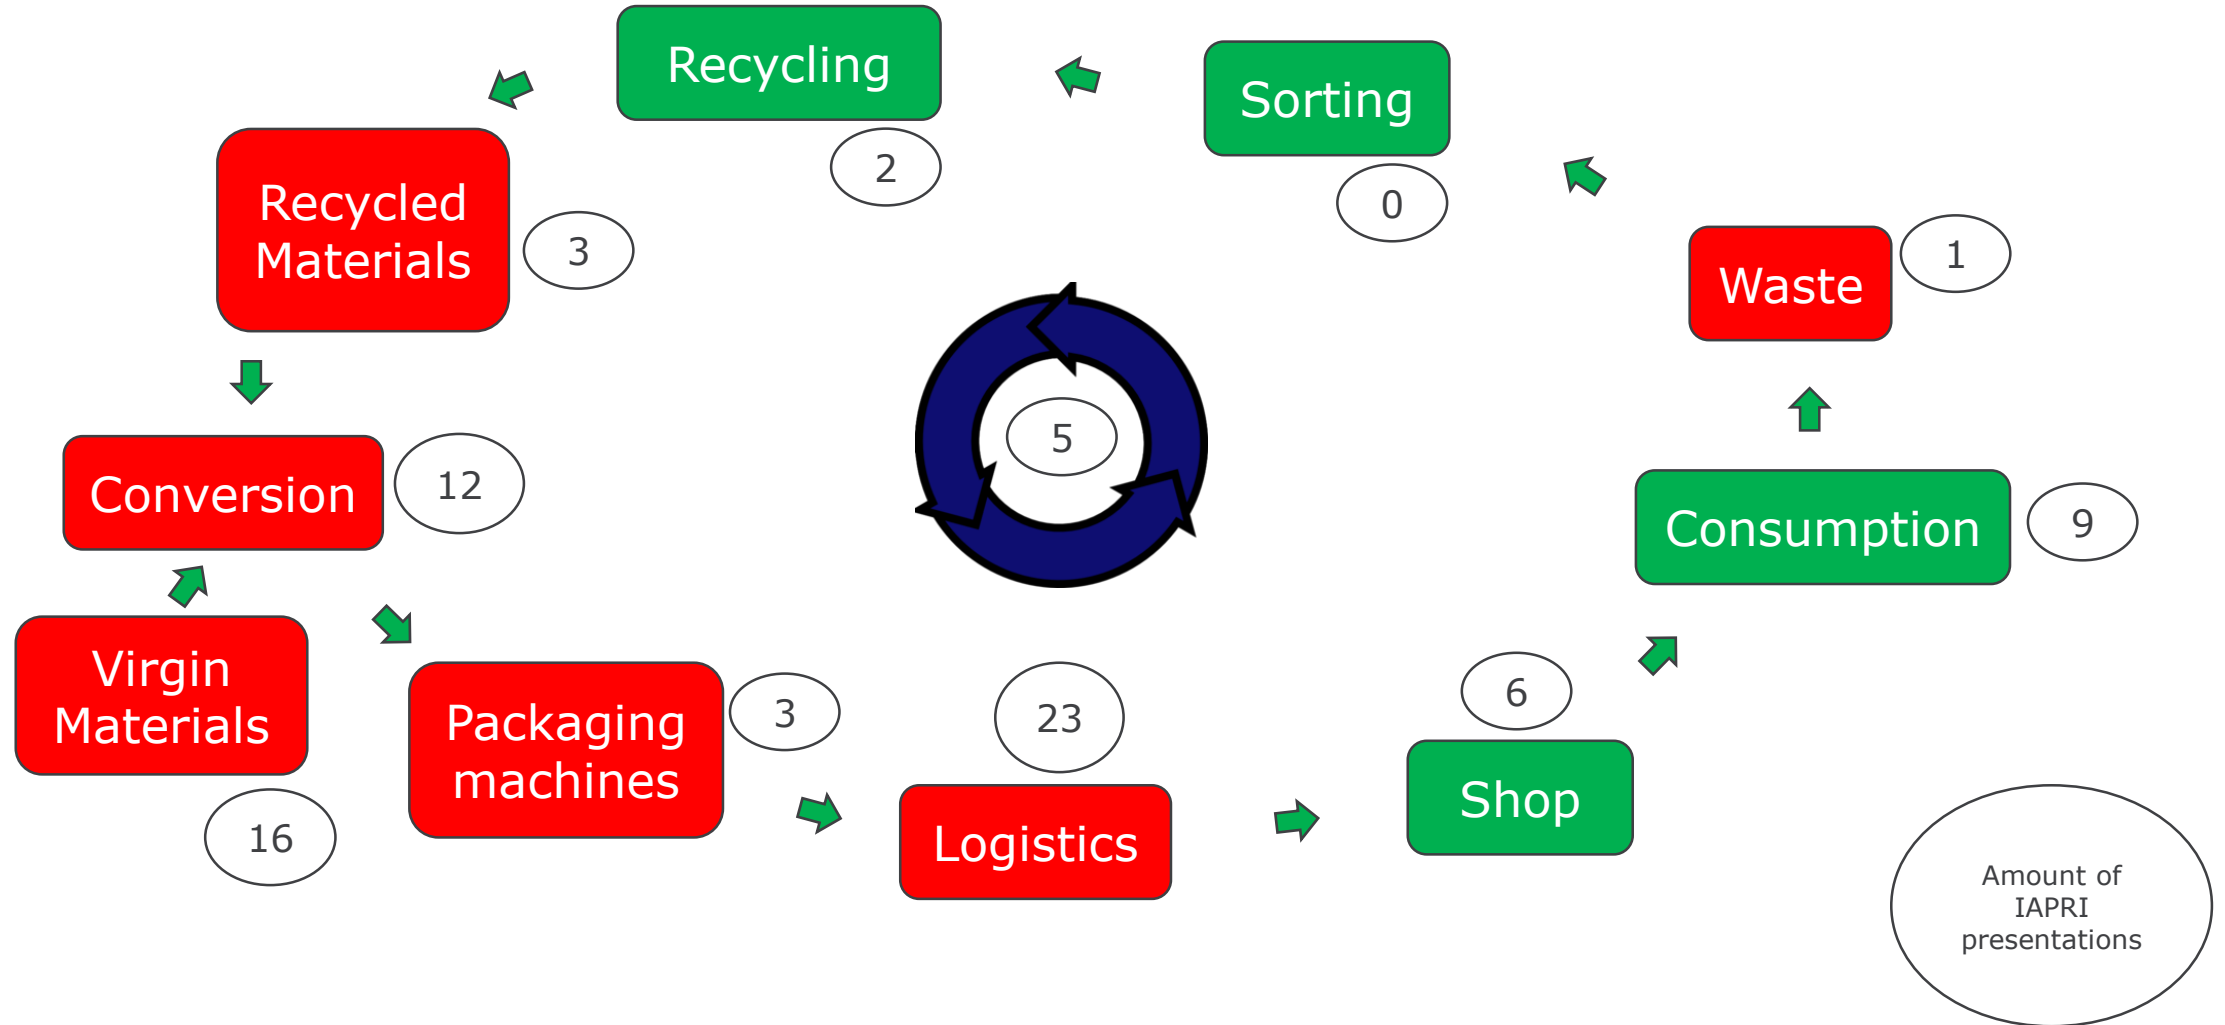 Recycling
2
Sorting
0
Recycled
Materials
3
Waste
1
5
Conversion
12
Consumption
9
Virgin
Materials
16
Packaging
machines
3
23
Logistics
6
Shop
Amount of
IAPRI
presentations